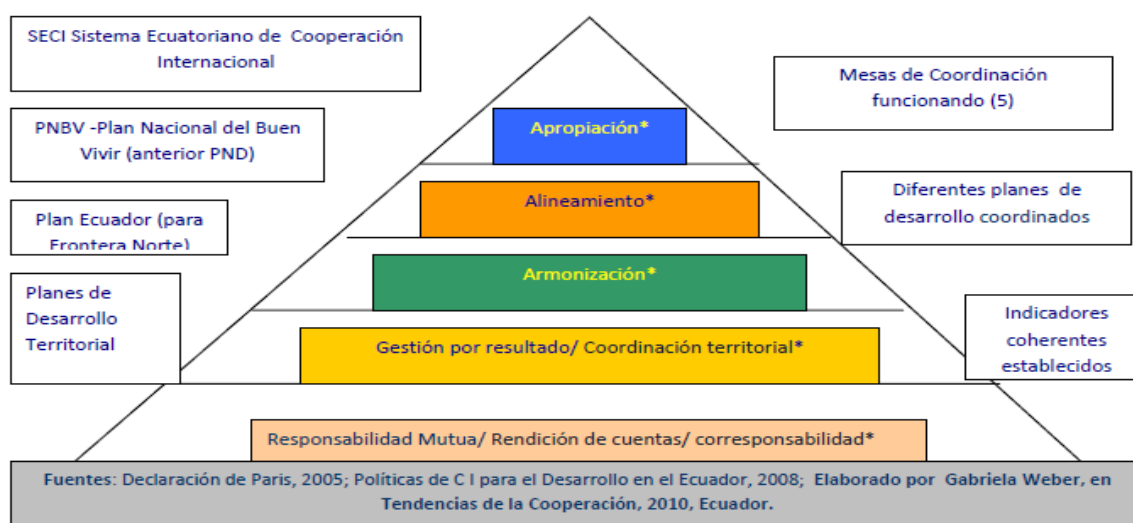 SECI Sistema Ecuatoriano de Cooperación
Internacional
Mesas de Coordinación
funcionando (5)
PNBV -Plan Nacional del Buen
Vivir (anterior PND)
Apropiación*
Alineamiento*
Diferentes planes de
desarrollo coordinados
Plan Ecuador (para
Frontera Norte)
Armonización*
Planes de
Desarrollo
Territorial
Indicadores
coherentes
establecidos
Gestión por resultado/ Coordinación territorial*
Responsabilidad Mutua/ Rendición de cuentas/ corresponsabilidad*
Fuentes: Declaración de Paris, 2005; Políticas de C I para el Desarrollo en el Ecuador, 2008; Elaborado por Gabriela Weber, en
Tendencias de la Cooperación, 2010, Ecuador.